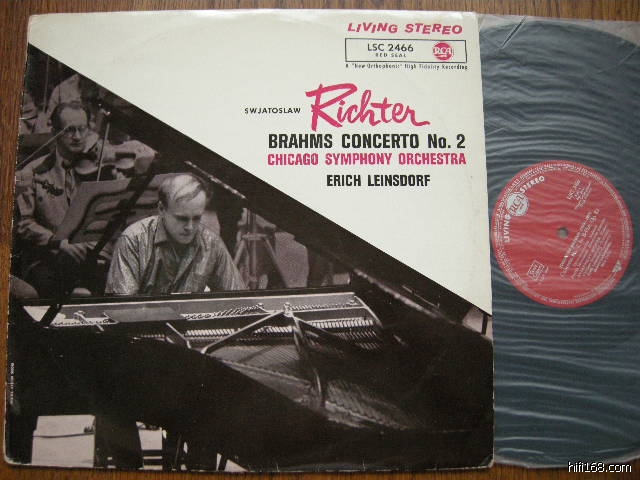 LIVING STEREO
LSC 2466
RED SEAL
RCA
A "New Orthophonic" High Fidelity Recording
SWJATOSLAW
Richter
BRAHMS CONCERTO No. 2
CHICAGO SYMPHONY ORCHESTRA
ERICH LEINSDORF
LIVING RCA STEREO
hifi168.com